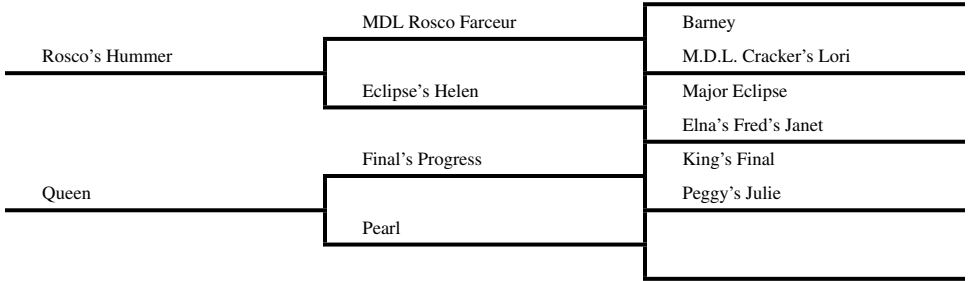 MDL Rosco Farceur
Barney
Rosco's Hummer
M.D.L. Cracker's Lori
Eclipse's Helen
Major Eclipse
Elna's Fred's Janet
Final's Progress
King's Final
Queen
Peggy's Julie
Pearl